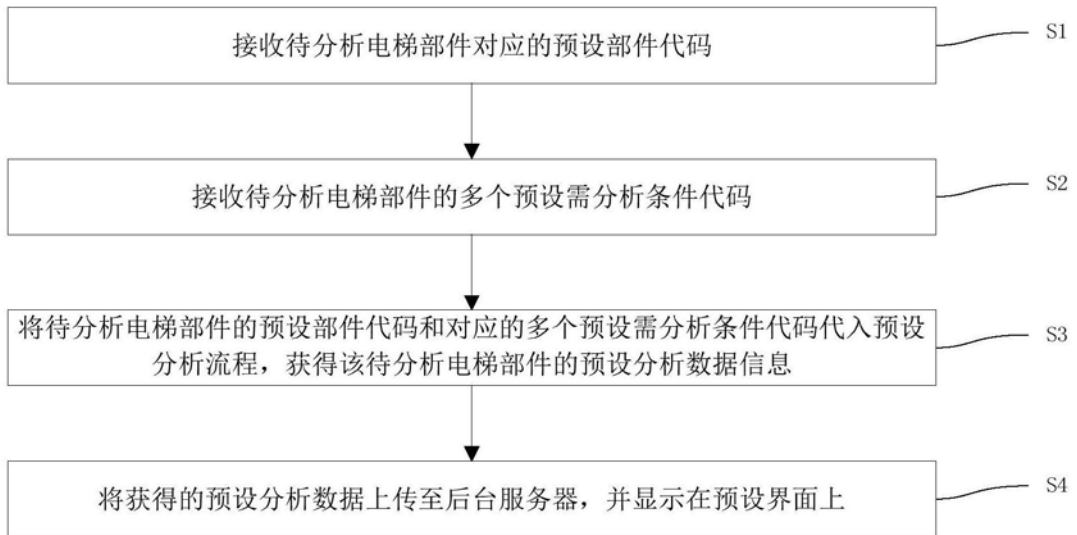 接收待分析电梯部件对应的预设部件代码
S1
接收待分析电梯部件的多个预设需分析条件代码
S2
将待分析电梯部件的预设部件代码和对应的多个预设需分析条件代码代入预设
分析流程，获得该待分析电梯部件的预设分析数据信息
S3
将获得的预设分析数据上传至后台服务器，并显示在预设界面上
S4